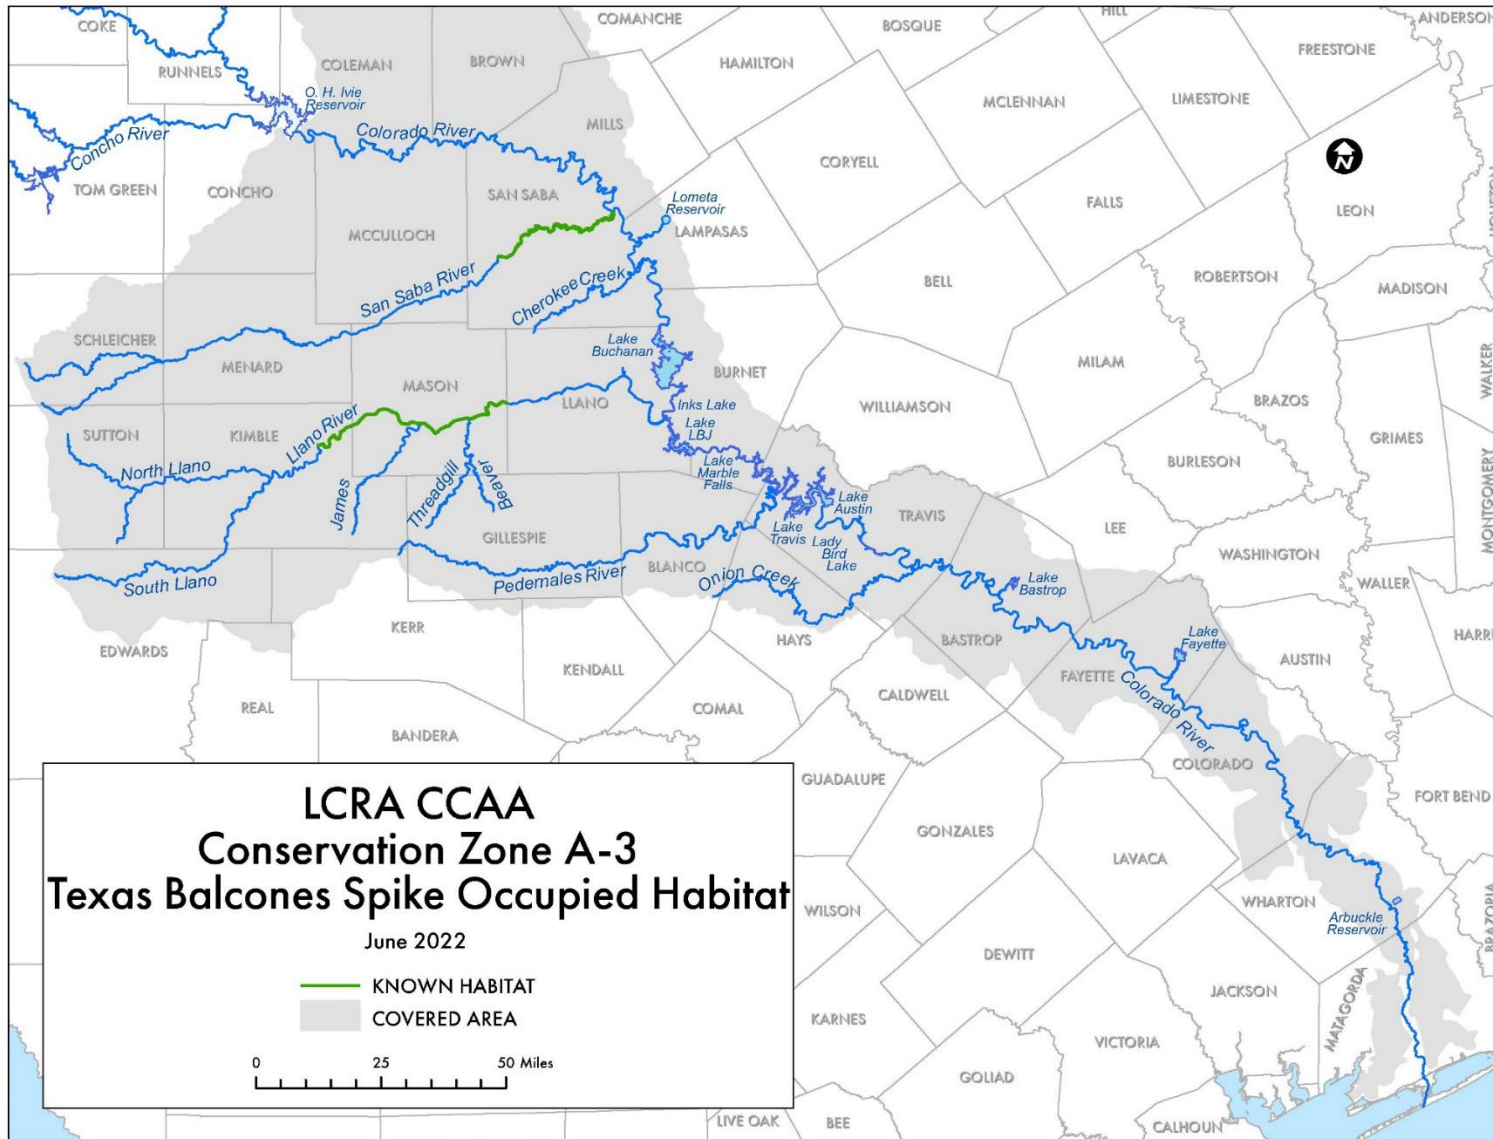 COKE
RUNNELS
COLEMAN
BROWN
COMANCHE
BOSQUE
HILL
ANDERSON
FREESTONE
HAMILTON
MCLENNAN
LIMESTONE
O. H. Ivie
Reservoir
MILLS
Colorado River
Concho River
CORYELL
N
TOM GREEN
CONCHO
SAN SABA
Lometa
Reservoir
FALLS
LEON
HOUSTON
MCCULLOCH
LAMPASAS
ROBERTSON
BELL
MADISON
San Saba River
Cherokee Creek
SCHLEICHER
MENARD
Lake
Buchanan
MILAM
WALKER
MASON
BURNET
LLANO
WILLIAMSON
BRAZOS
Inks Lake
SUTTON
KIMBLE
Llano River
Lake
LBJ
GRIMES
North Llano
Lake
Marble
Falls
BURLESON
James
Threadgill
Beaver
Lake
Austin
MONTGOMERY
TRAVIS
LEE
GILLESPIE
Lake
Travis
Lady
Bird
Lake
WASHINGTON
South Llano
Pedernales River
BLANCO
Onion Creek
Lake
Bastrop
WALLER
KERR
HAYS
BASTROP
Lake
Fayette
HARRI
EDWARDS
KENDALL
FAYETTE
AUSTIN
CALDWELL
Colorado River
REAL
COMAL
BANDERA
COLORADO
GUADALUPE
FORT BEND
LCRA CCAA
Conservation Zone A-3
Texas Balcones Spike Occupied Habitat
June 2022
KNOWN HABITAT
COVERED AREA
0 25 50 Miles
GONZALES
LAVACA
WILSON
WHARTON
Arbuckle
Reservoir
BRAZORIA
DEWITT
JACKSON
MATAGORDA
KARNES
VICTORIA
GOLIAD
LIVE OAK
BEE
CALHOUN